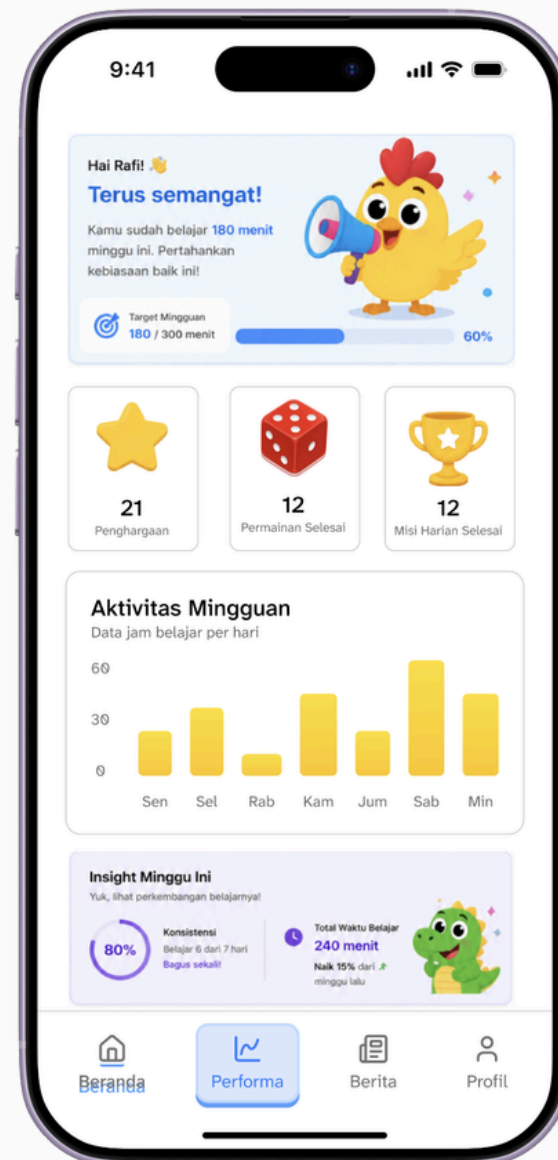 9:41
Hai Rafi! 👋
Terus semangat!
Kamu sudah belajar 180 menit
minggu ini. Pertahankan
kebiasaan baik ini!
Target Mingguan
180 / 300 menit
60%
21
Penghargaan
12
Permainan Selesai
12
Misi Harian Selesai
Aktivitas Mingguan
Data jam belajar per hari
60
30
0
Sen Sel Rab Kam Jum Sab Min
Insight Minggu Ini
Yuk, lihat perkembangan belajarnya!
80%
Konsistensi
Belajar 6 dari 7 hari
Bagus sekali!
Total Waktu Belajar
240 menit
Naik 15% dari
minggu lalu
Beranda
Beranda
Performa
Berita
Profil